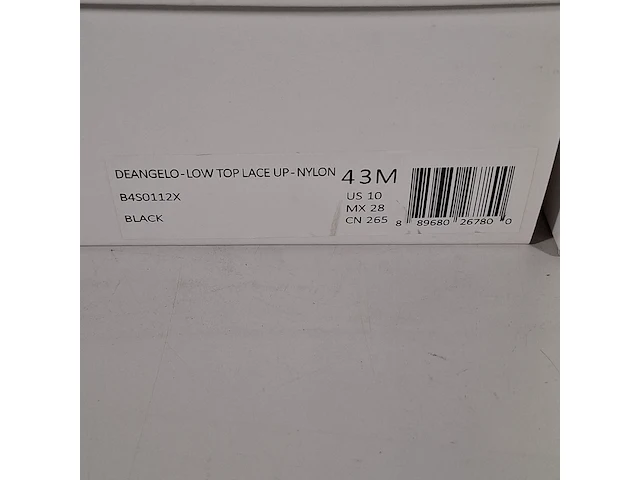 DEANGELO-LOW TOP LACE UP-NYLON 43M
B4S0112X US 10
MX 28
BLACK CN 265
8 89680 26780 0